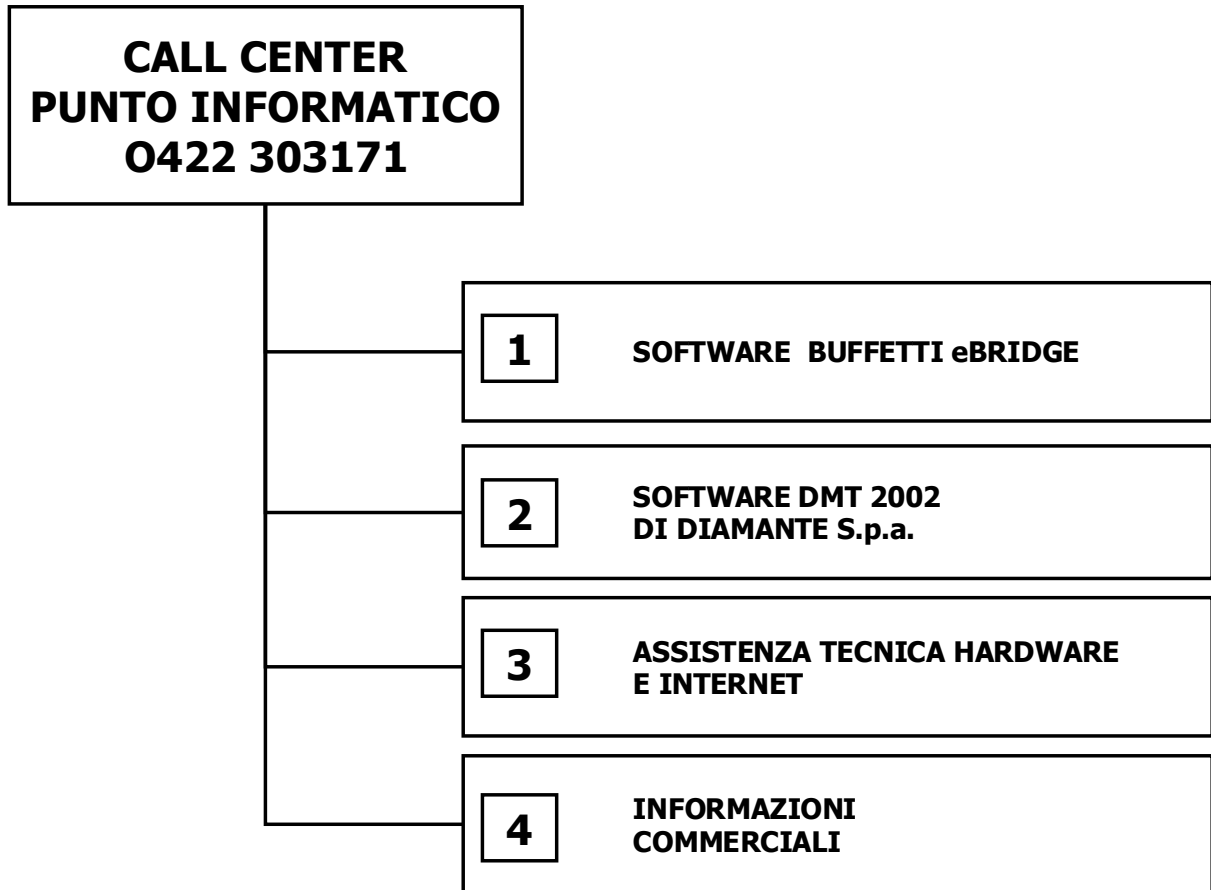 CALL CENTER
PUNTO INFORMATICO
O422 303171
1
SOFTWARE BUFFETTI eBRIDGE
2
SOFTWARE DMT 2002
DI DIAMANTE S.p.a.
3
ASSISTENZA TECNICA HARDWARE
E INTERNET
4
INFORMAZIONI
COMMERCIALI